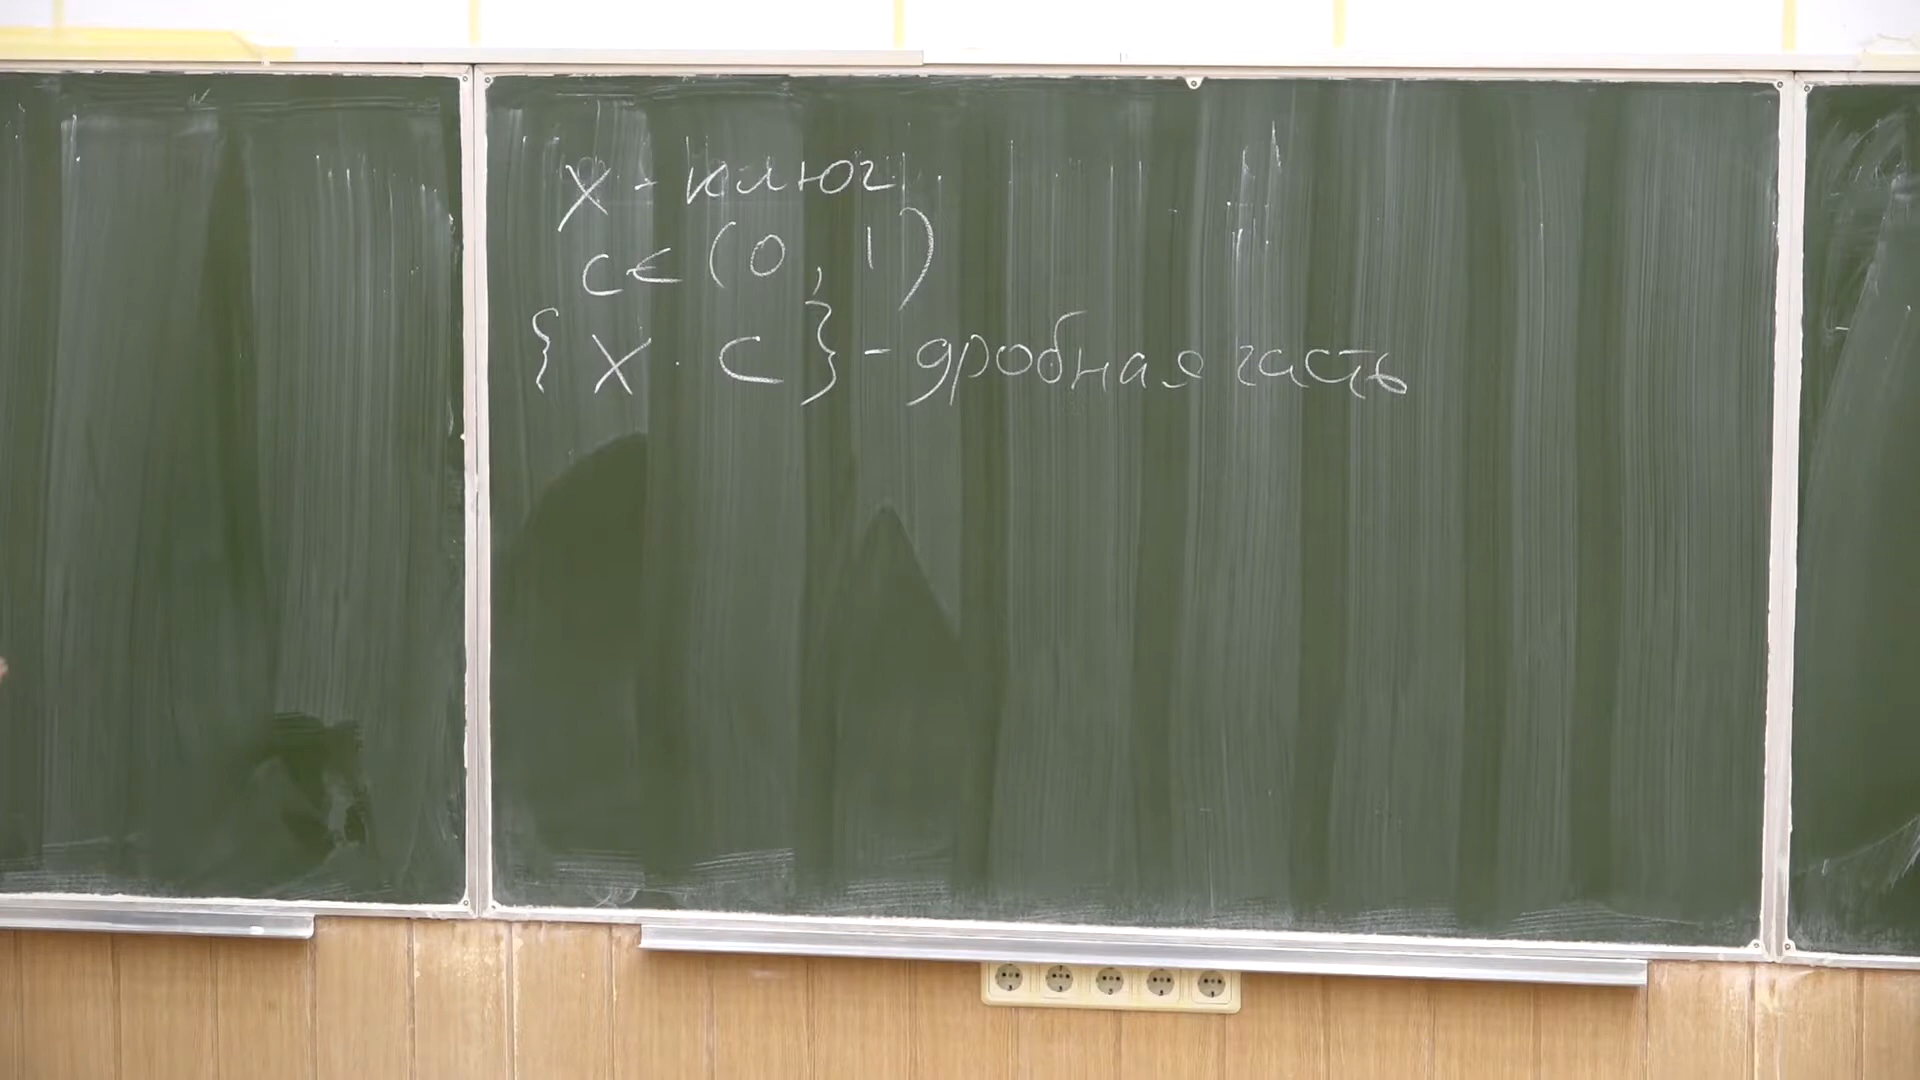 x - ключ
c ∈ (0, 1)
{x · c} - дробная часть